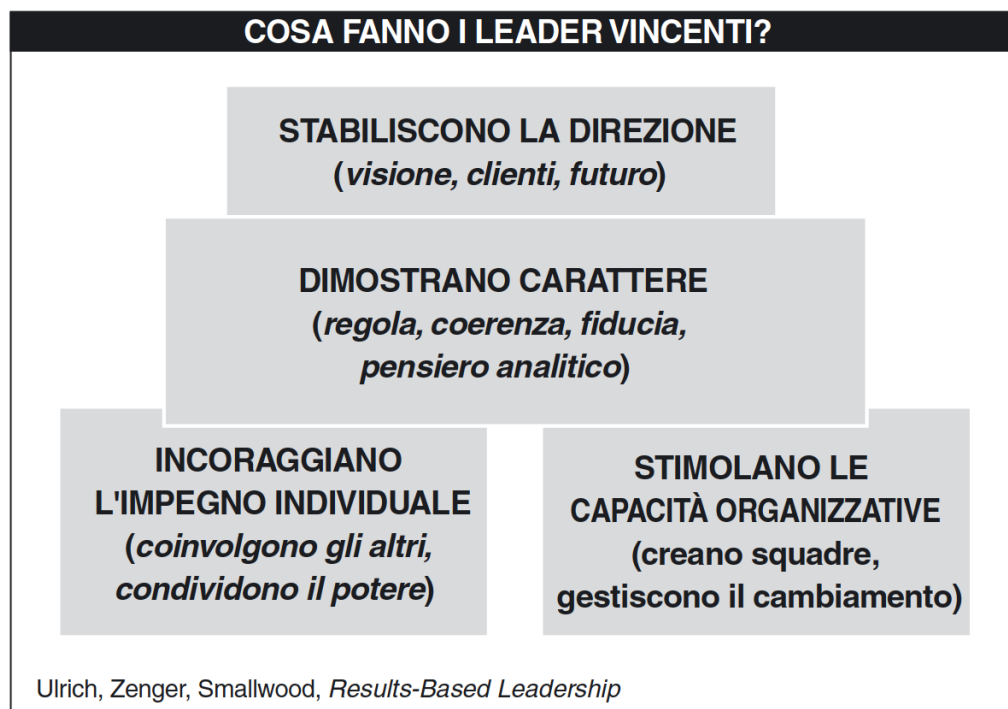 COSA FANNO I LEADER VINCENTI?
STABILISCONO LA DIREZIONE
(visione, clienti, futuro)
DIMOSTRANO CARATTERE
(regola, coerenza, fiducia,
pensiero analitico)
INCORAGGIANO
L'IMPEGNO INDIVIDUALE
(coinvolgono gli altri,
condividono il potere)
STIMOLANO LE
CAPACITÀ ORGANIZZATIVE
(creano squadre,
gestiscono il cambiamento)
Ulrich, Zenger, Smallwood, Results-Based Leadership